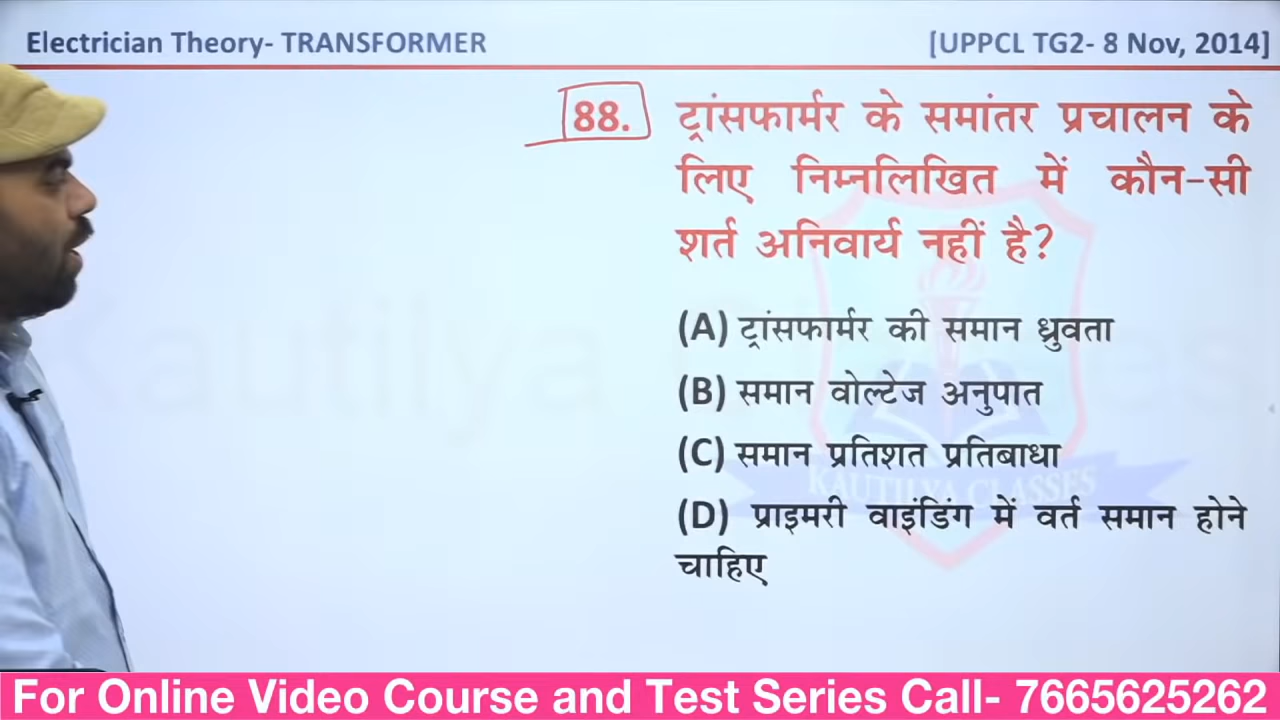 Electrician Theory- TRANSFORMER
[UPPCL TG2- 8 Nov, 2014]
88. ट्रांसफार्मर के समांतर प्रचालन के
लिए निम्नलिखित में कौन-सी
शर्त अनिवार्य नहीं है?
(A) ट्रांसफार्मर की समान ध्रुवता
(B) समान वोल्टेज अनुपात
(C) समान प्रतिशत प्रतिबाधा
KAUTILYA CLASSES
(D) प्राइमरी वाइंडिंग में वर्त समान होने
चाहिए
For Online Video Course and Test Series Call- 7665625262